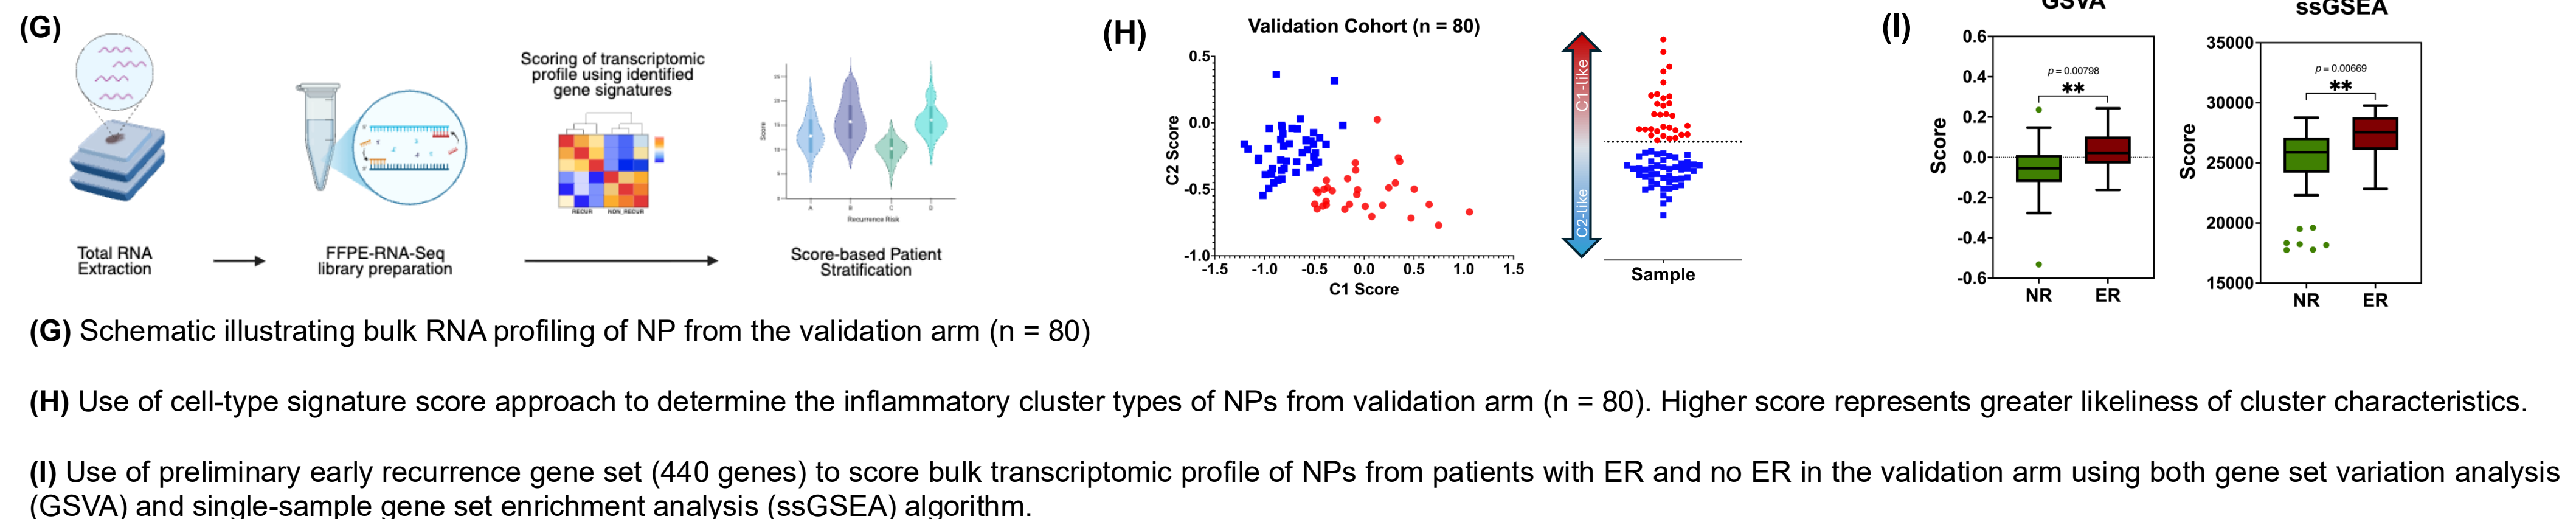 (G)
Total RNA
Extraction
FFPE-RNA-Seq
library preparation
Scoring of transcriptomic
profile using identified
gene signatures
RECUR NON_RECUR
Score
A B C D
Recurrence Risk
Score-based Patient
Stratification
(H)
Validation Cohort (n = 80)
C2 Score
0.5
0.0
-0.5
-1.0
-1.5 -1.0 -0.5 0.0 0.5 1.0 1.5
C1 Score
C1-like
C2-like
Sample
(I)
GSVA
Score
0.6
0.4
0.2
0.0
-0.2
-0.4
-0.6
p = 0.00798
**
NR ER
ssGSEA
Score
35000
30000
25000
20000
15000
p = 0.00669
**
NR ER
(G) Schematic illustrating bulk RNA profiling of NP from the validation arm (n = 80)
(H) Use of cell-type signature score approach to determine the inflammatory cluster types of NPs from validation arm (n = 80). Higher score represents greater likeliness of cluster characteristics.
(I) Use of preliminary early recurrence gene set (440 genes) to score bulk transcriptomic profile of NPs from patients with ER and no ER in the validation arm using both gene set variation analysis
(GSVA) and single-sample gene set enrichment analysis (ssGSEA) algorithm.